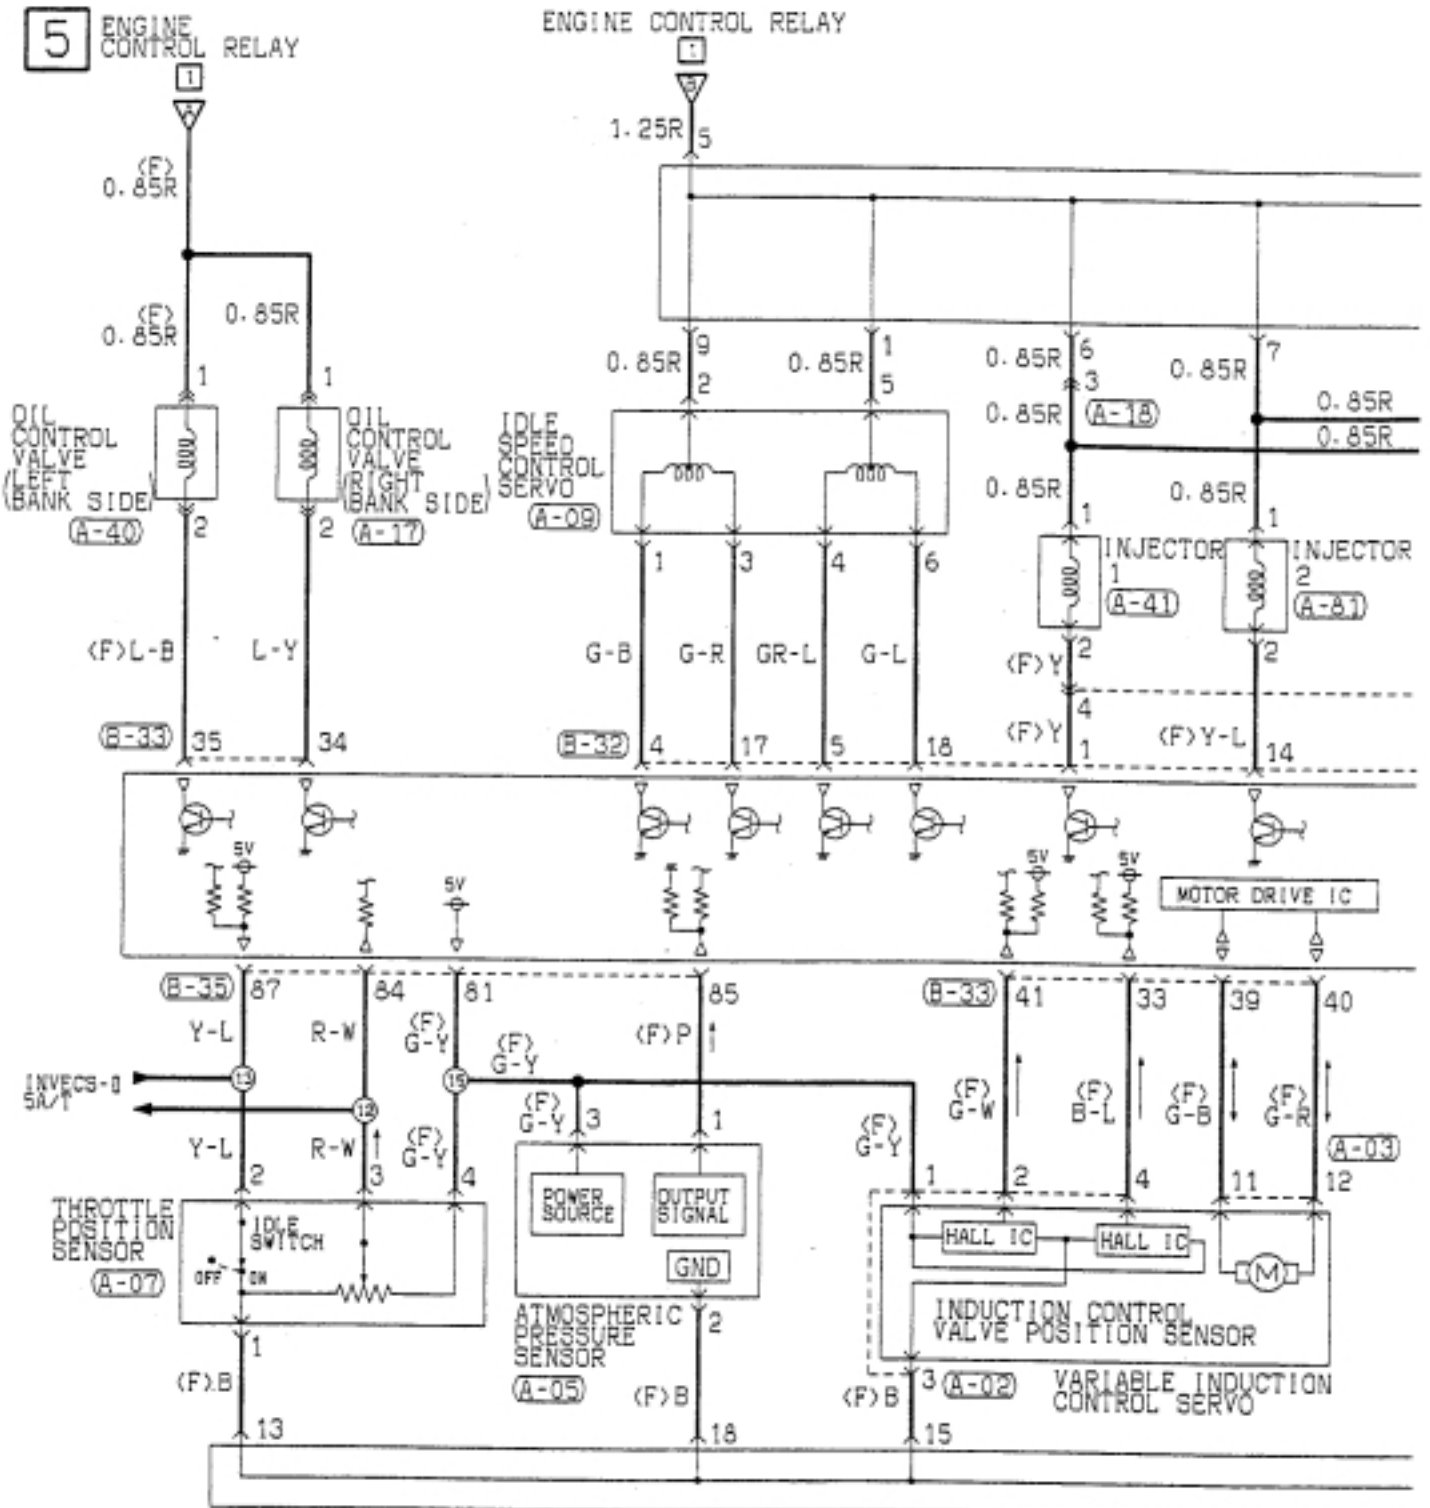 5
ENGINE
CONTROL RELAY
1
ENGINE CONTROL RELAY
1
1.25R 5
(F)
0.85R
(F)
0.85R
0.85R
1
1
OIL
CONTROL
VALVE
(LEFT
BANK SIDE)
A-40
2
OIL
CONTROL
VALVE
(RIGHT
BANK SIDE)
A-17
2
0.85R
9
2
0.85R
1
5
IDLE
SPEED
CONTROL
SERVO
A-09
0.85R
6
3
0.85R
A-18
0.85R
7
0.85R
0.85R
0.85R
1
0.85R
1
INJECTOR
1
A-41
INJECTOR
2
A-81
1
3
4
6
(F)Y
2
2
(F)L-B
L-Y
G-B
G-R
GR-L
G-L
4
(F)Y
(F)Y-L
B-33
35
34
B-32
4
17
5
18
1
14
5V
5V
5V
5V
MOTOR DRIVE IC
B-35
87
84
81
85
B-33
41
33
39
40
Y-L
R-W
(F)
G-Y
(F)
G-Y
(F)P
INVECS-II
5A/T
13
12
15
(F)
G-W
(F)
B-L
(F)
G-B
(F)
G-R
A-03
Y-L
R-W
(F)
G-Y
(F)
G-Y
3
1
(F)
G-Y
2
3
4
1
2
4
11
12
THROTTLE
POSITION
SENSOR
A-07
IDLE
SWITCH
OFF
ON
POWER
SOURCE
OUTPUT
SIGNAL
GND
HALL IC
HALL IC
M
INDUCTION CONTROL
VALVE POSITION SENSOR
ATMOSPHERIC
PRESSURE
SENSOR
A-05
1
2
3
A-02
VARIABLE INDUCTION
CONTROL SERVO
(F).B
(F)B
(F)B
13
18
15